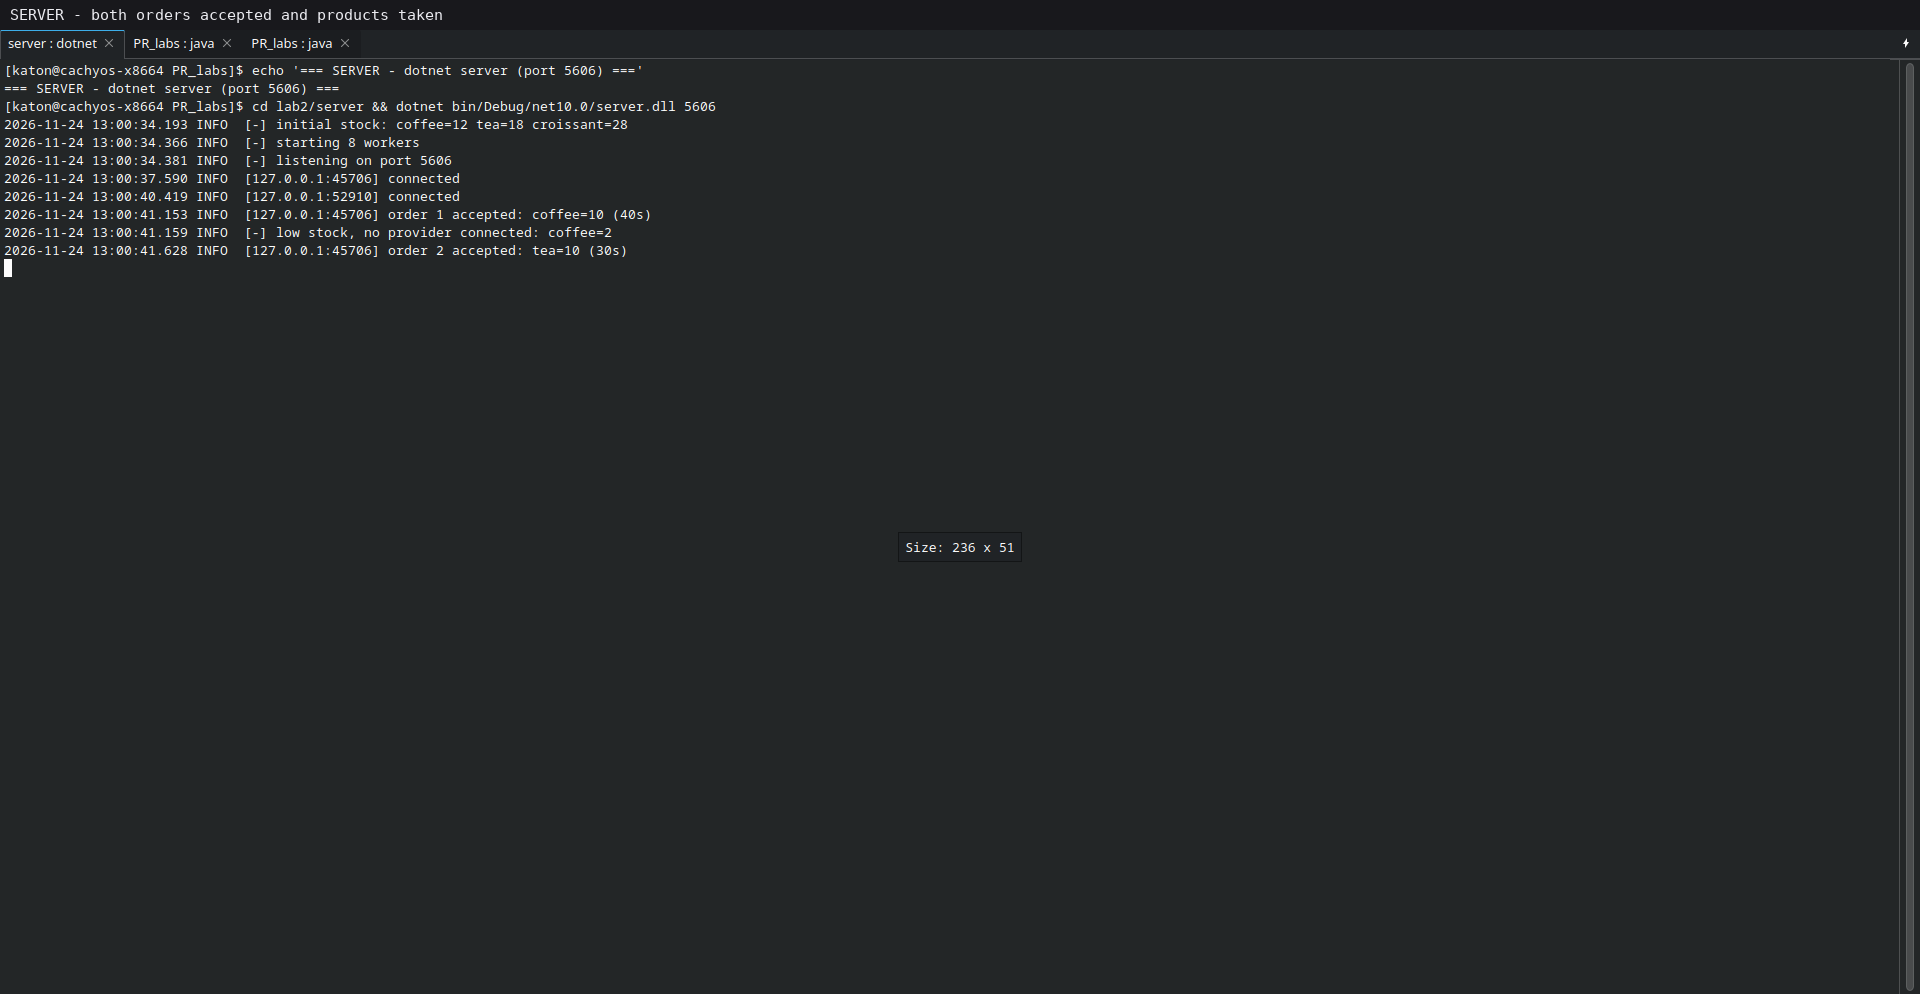 SERVER - both orders accepted and products taken
server : dotnet PR_labs : java PR_labs : java
[katon@cachyos-x8664 PR_labs]$ echo '=== SERVER - dotnet server (port 5606) ==='
=== SERVER - dotnet server (port 5606) ===
[katon@cachyos-x8664 PR_labs]$ cd lab2/server && dotnet bin/Debug/net10.0/server.dll 5606
2026-11-24 13:00:34.193 INFO  [-] initial stock: coffee=12 tea=18 croissant=28
2026-11-24 13:00:34.366 INFO  [-] starting 8 workers
2026-11-24 13:00:34.381 INFO  [-] listening on port 5606
2026-11-24 13:00:37.590 INFO  [127.0.0.1:45706] connected
2026-11-24 13:00:40.419 INFO  [127.0.0.1:52910] connected
2026-11-24 13:00:41.153 INFO  [127.0.0.1:45706] order 1 accepted: coffee=10 (40s)
2026-11-24 13:00:41.159 INFO  [-] low stock, no provider connected: coffee=2
2026-11-24 13:00:41.628 INFO  [127.0.0.1:45706] order 2 accepted: tea=10 (30s)
Size: 236 x 51